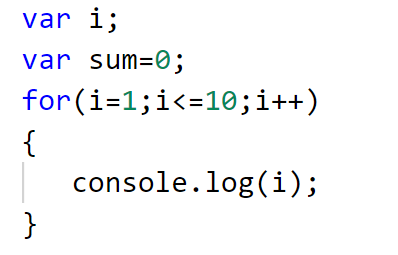 var i;
var sum=0;
for(i=1;i<=10;i++)
{
console.log(i);
}